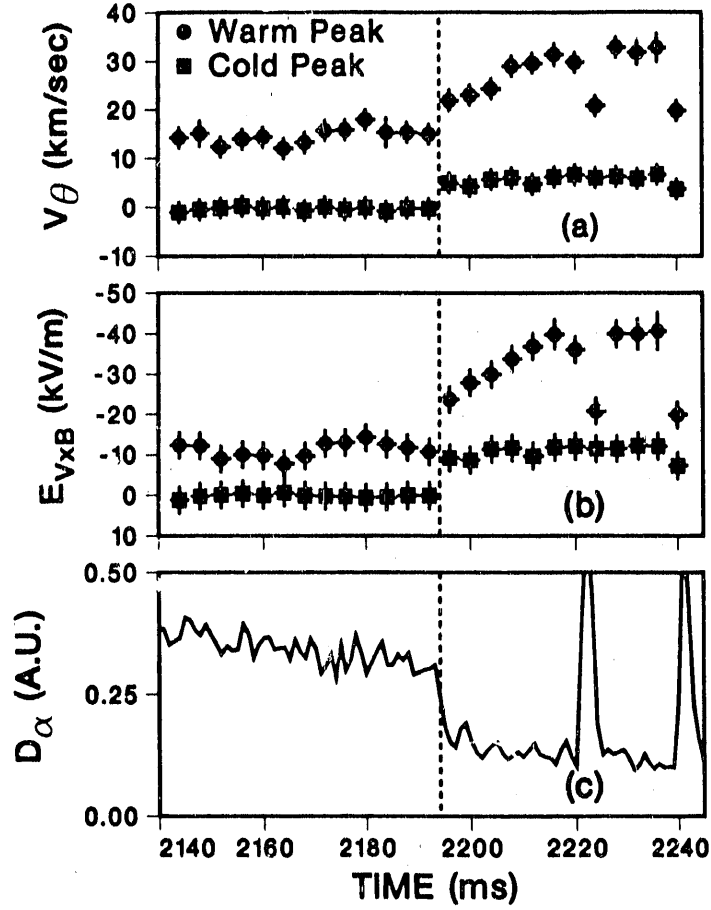 40
Warm Peak
30
Cold Peak
20
10
0
-10
Vθ (km/sec)
(a)
-50
-40
-30
-20
-10
0
10
E_VxB (kV/m)
(b)
0.50
0.25
0.00
Dα (A.U.)
(c)
2140 2160 2180 2200 2220 2240
TIME (ms)